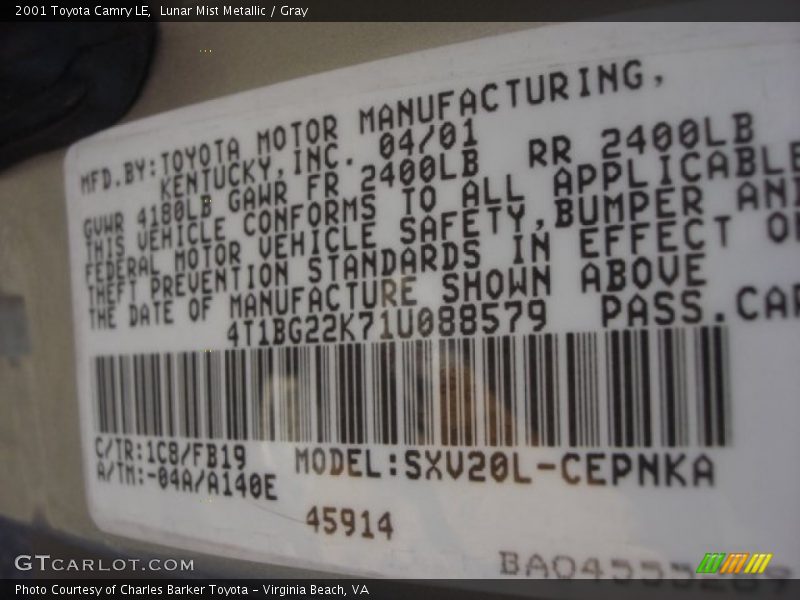 2001 Toyota Camry LE,  Lunar Mist Metallic / Gray
MFD.BY:TOYOTA MOTOR MANUFACTURING,
KENTUCKY,INC. 04/01
GVWR 4180LB GAWR FR 2400LB RR 2400LB
THIS VEHICLE CONFORMS TO ALL APPLICABLE
FEDERAL MOTOR VEHICLE SAFETY,BUMPER AND
THEFT PREVENTION STANDARDS IN EFFECT
THE DATE OF MANUFACTURE SHOWN ABOVE
4T1BG22K71U088579 PASS.CAR
C/TR:1C8/FB19
A/TM:-04A/A140E
MODEL:SXV20L-CEPNKA
45914
GTCARLOT.COM
Photo Courtesy of Charles Barker Toyota - Virginia Beach, VA